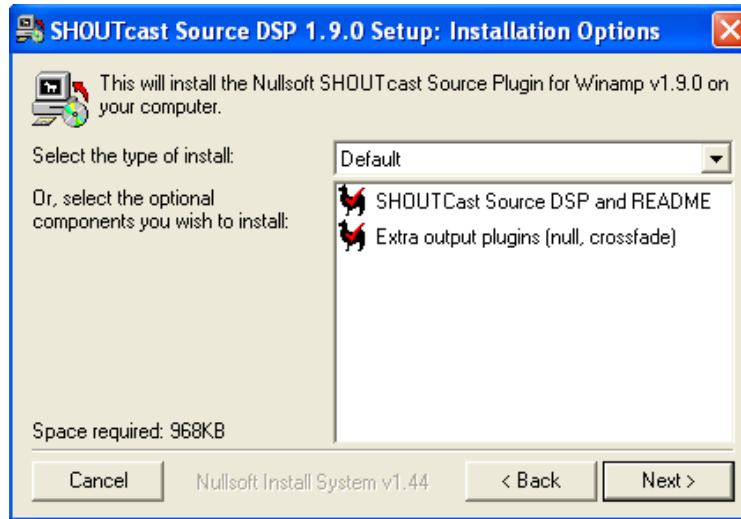 SHOUTcast Source DSP 1.9.0 Setup: Installation Options
This will install the Nullsoft SHOUTcast Source Plugin for Winamp v1.9.0 on
your computer.
Select the type of install:
Default
Or, select the optional
components you wish to install:
SHOUTCast Source DSP and README
Extra output plugins (null, crossfade)
Space required: 968KB
Cancel
Nullsoft Install System v1.44
< Back
Next >